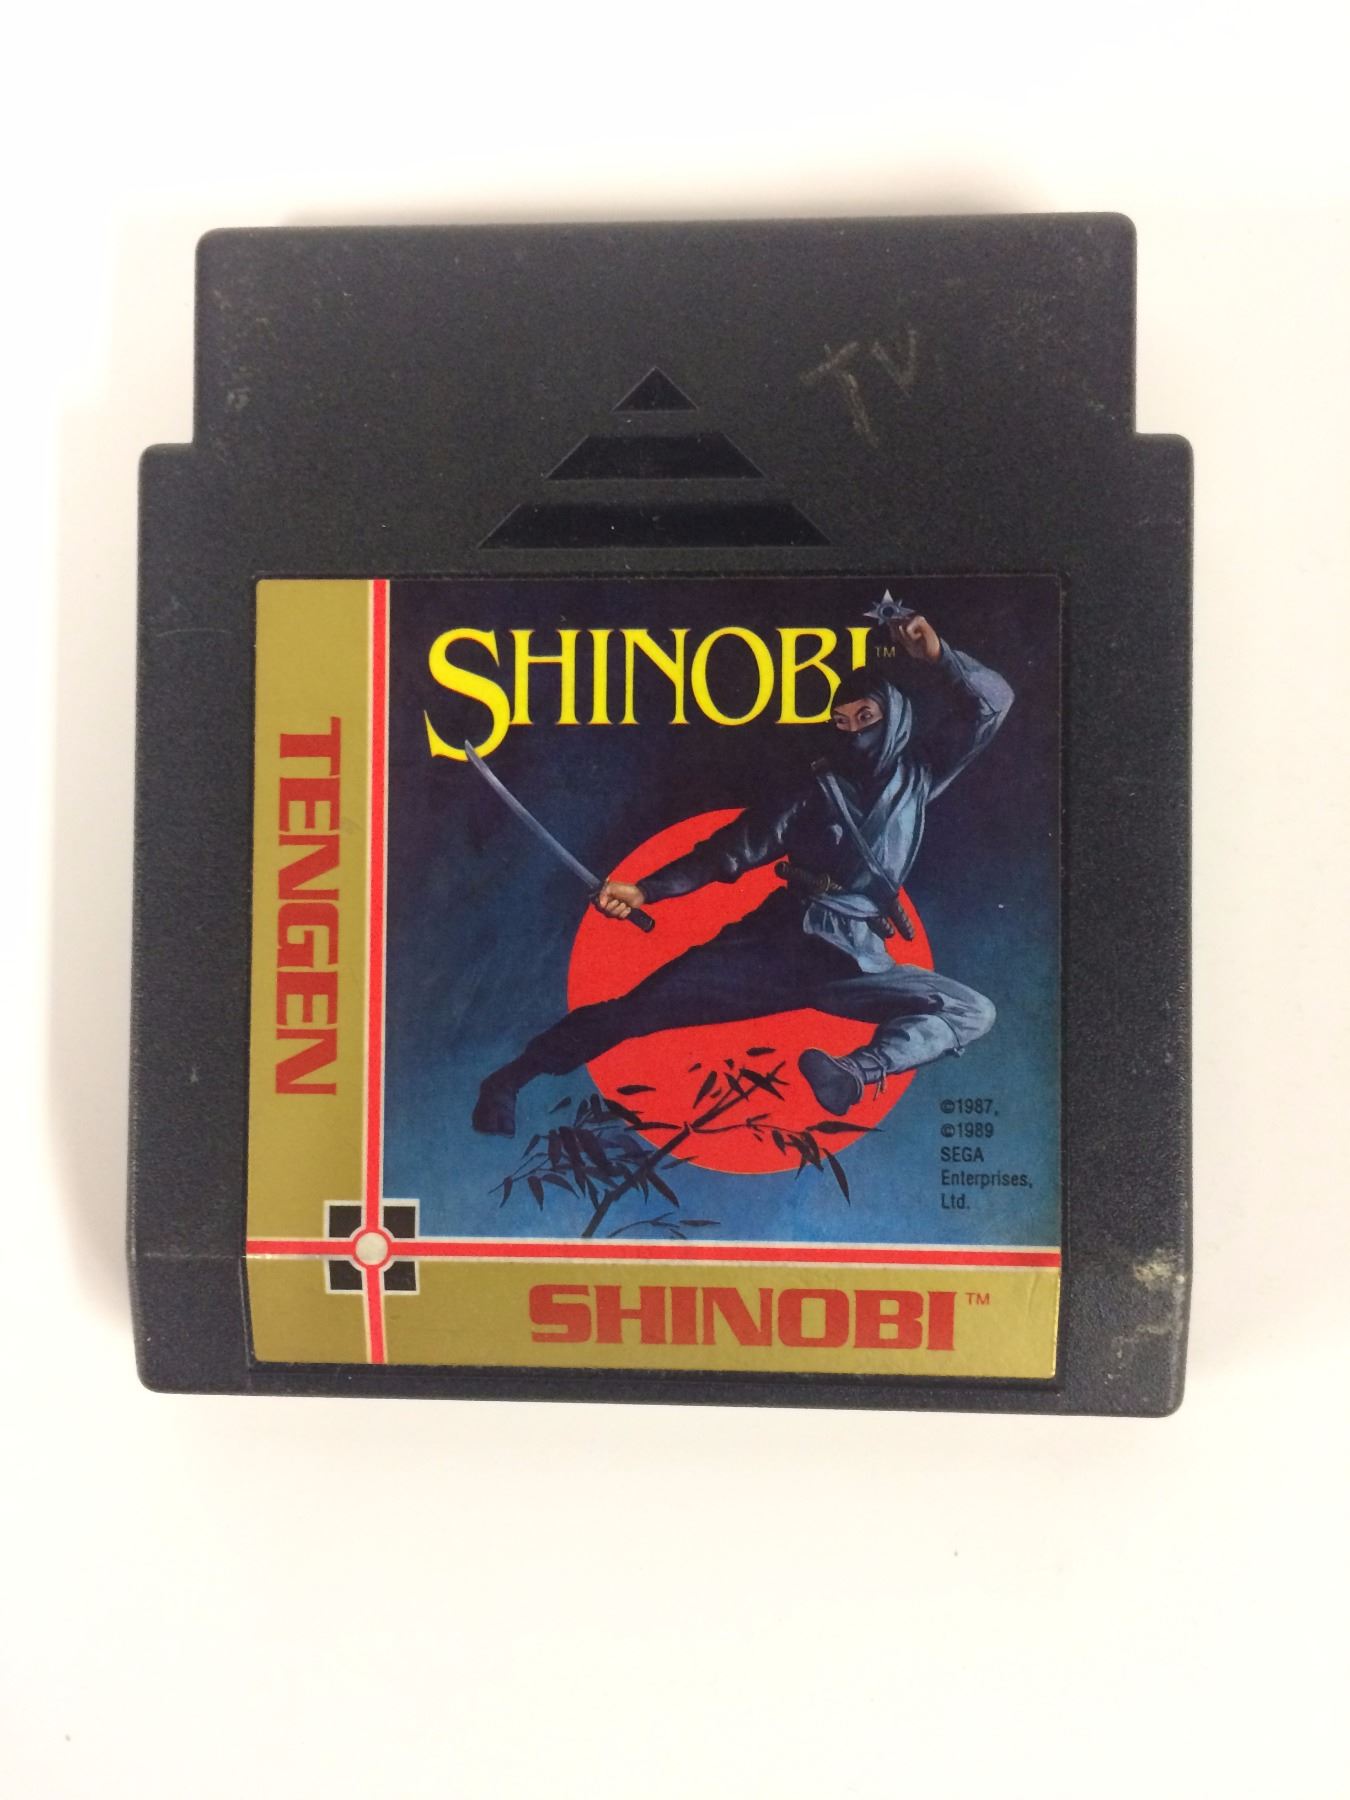 TV
SHINOBI™
TENGEN
©1987,
©1989
SEGA
Enterprises,
Ltd.
SHINOBI™